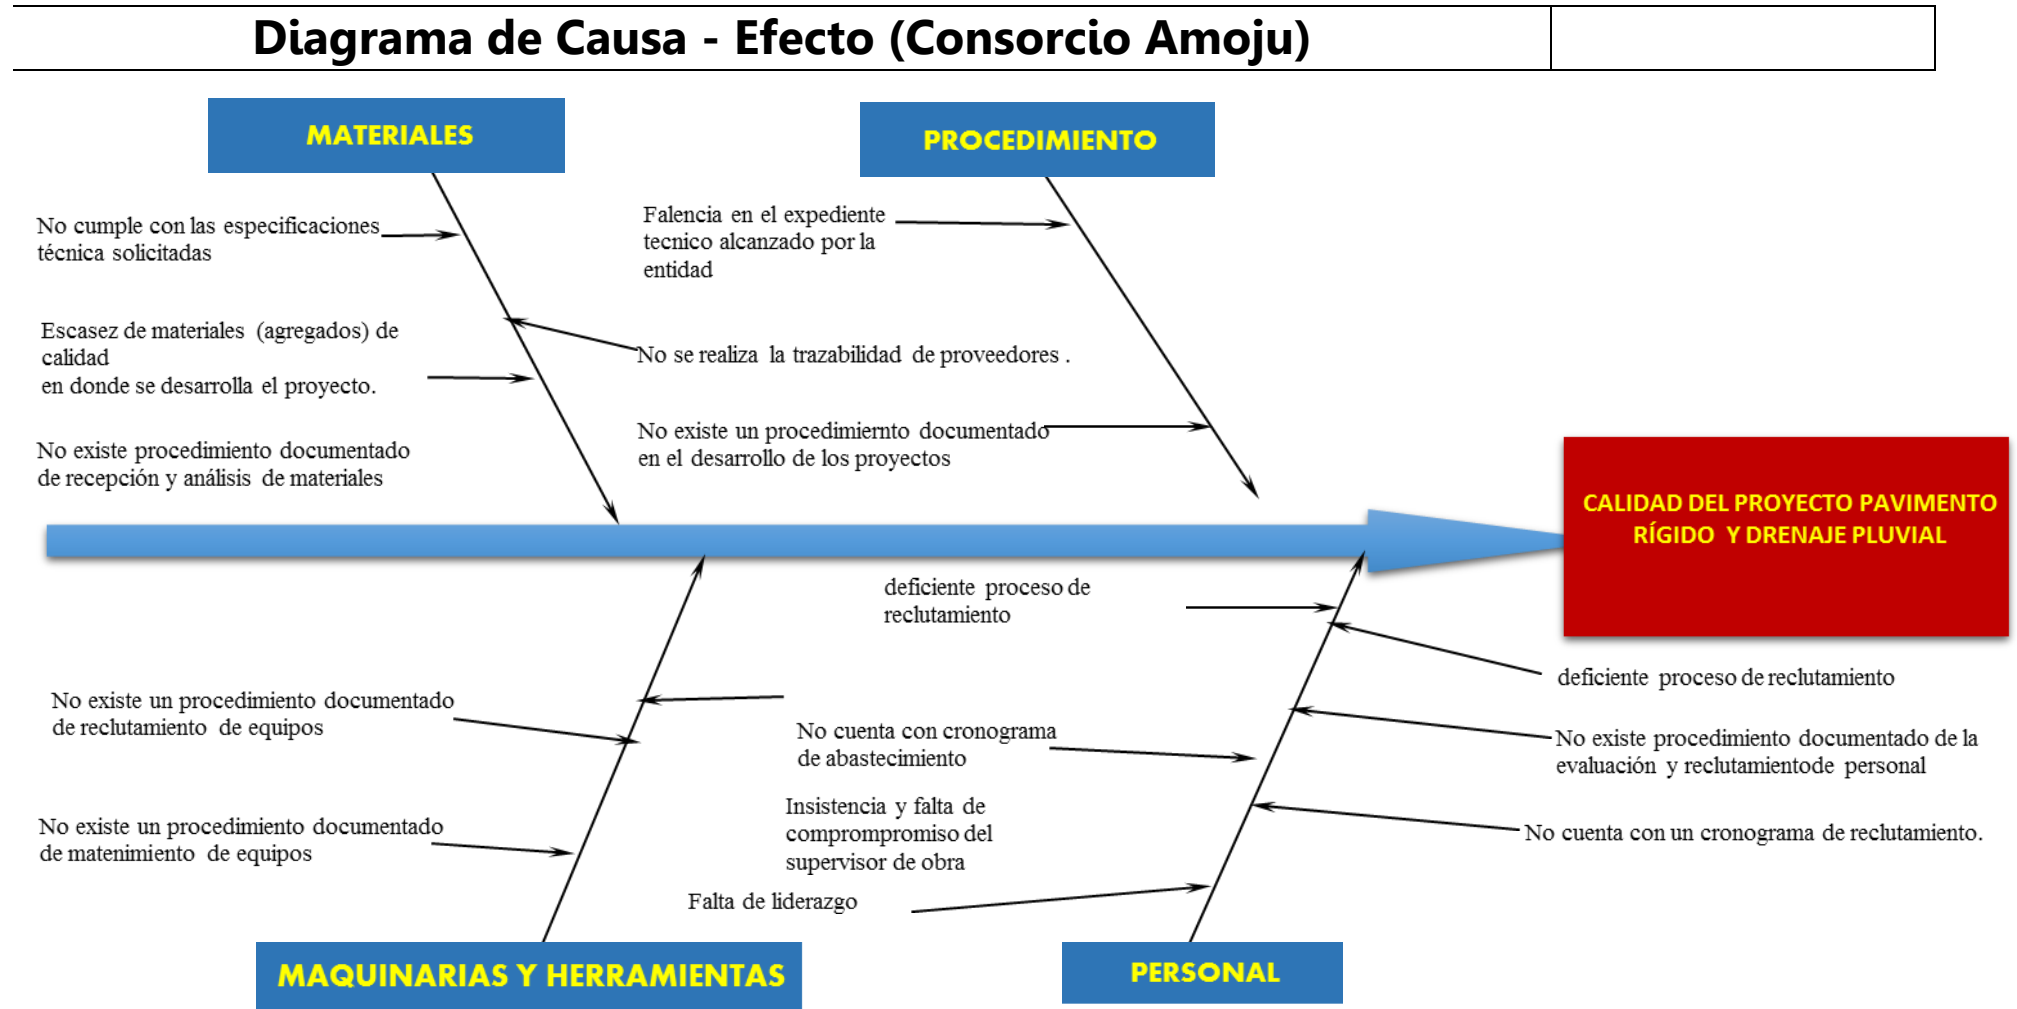 Diagrama de Causa - Efecto (Consorcio Amoju)
MATERIALES
PROCEDIMIENTO
No cumple con las especificaciones
técnica solicitadas
Falencia en el expediente
tecnico alcanzado por la
entidad
Escasez de materiales (agregados) de
calidad
en donde se desarrolla el proyecto.
No se realiza la trazabilidad de proveedores .
No existe procedimiento documentado
de recepción y análisis de materiales
No existe un procedimiernto documentado
en el desarrollo de los proyectos
CALIDAD DEL PROYECTO PAVIMENTO
RÍGIDO Y DRENAJE PLUVIAL
deficiente proceso de
reclutamiento
deficiente proceso de reclutamiento
No existe un procedimiento documentado
de reclutamiento de equipos
No cuenta con cronograma
de abastecimiento
No existe procedimiento documentado de la
evaluación y reclutamientode personal
No existe un procedimiento documentado
de matenimiento de equipos
Insistencia y falta de
comprompromiso del
supervisor de obra
No cuenta con un cronograma de reclutamiento.
Falta de liderazgo
MAQUINARIAS Y HERRAMIENTAS
PERSONAL